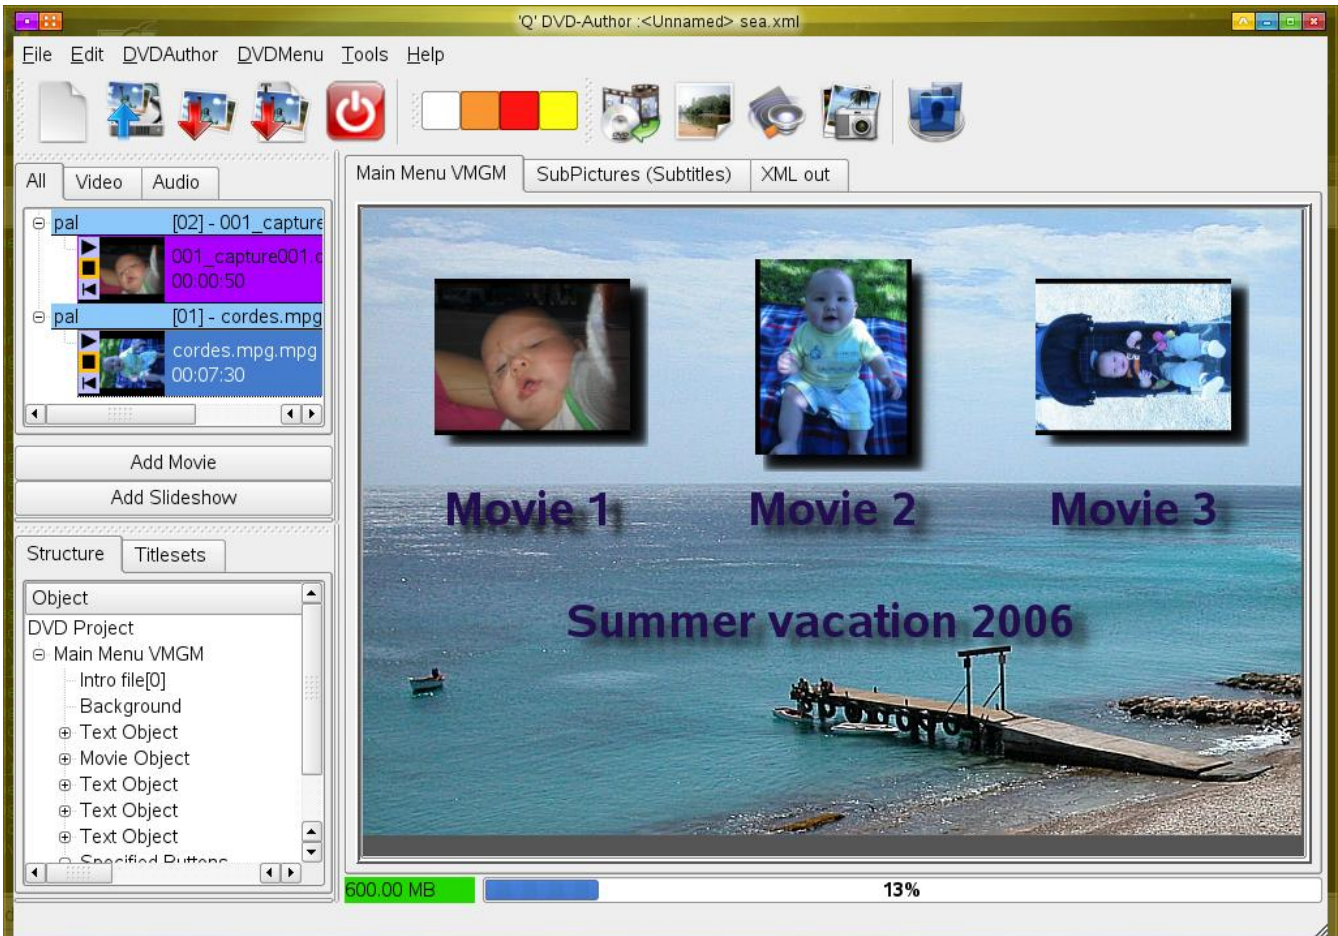 'Q' DVD-Author :<Unnamed> sea.xml
File Edit DVDAuthor DVDMenu Tools Help
All Video Audio
pal [02] - 001_capture
001_capture001.
00:00:50
pal [01] - cordes.mpg
cordes.mpg.mpg
00:07:30
Add Movie
Add Slideshow
Structure Titlesets
Object
DVD Project
Main Menu VMGM
Intro file[0]
Background
Text Object
Movie Object
Text Object
Text Object
Text Object
Specified Buttons
Main Menu VMGM SubPictures (Subtitles) XML out
Movie 1 Movie 2 Movie 3
Summer vacation 2006
600.00 MB 13%